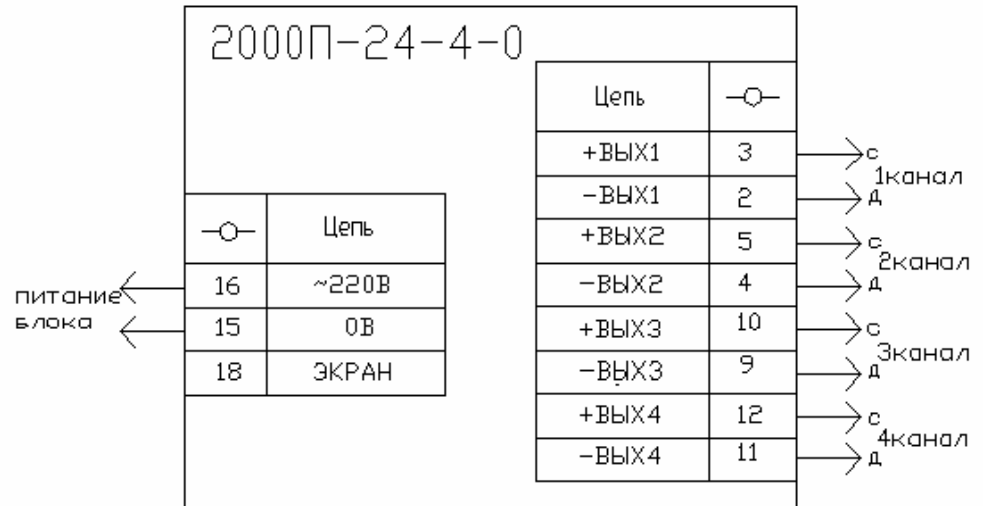 2000П-24-4-0
Цепь
+ВЫХ1 3 с
1канал
-ВЫХ1 2 д
+ВЫХ2 5 с
2канал
-ВЫХ2 4 д
+ВЫХ3 10 с
3канал
-ВЫХ3 9 д
+ВЫХ4 12 с
4канал
-ВЫХ4 11 д
Цепь
16 ~220В
15 0В
18 ЭКРАН
питание
блока